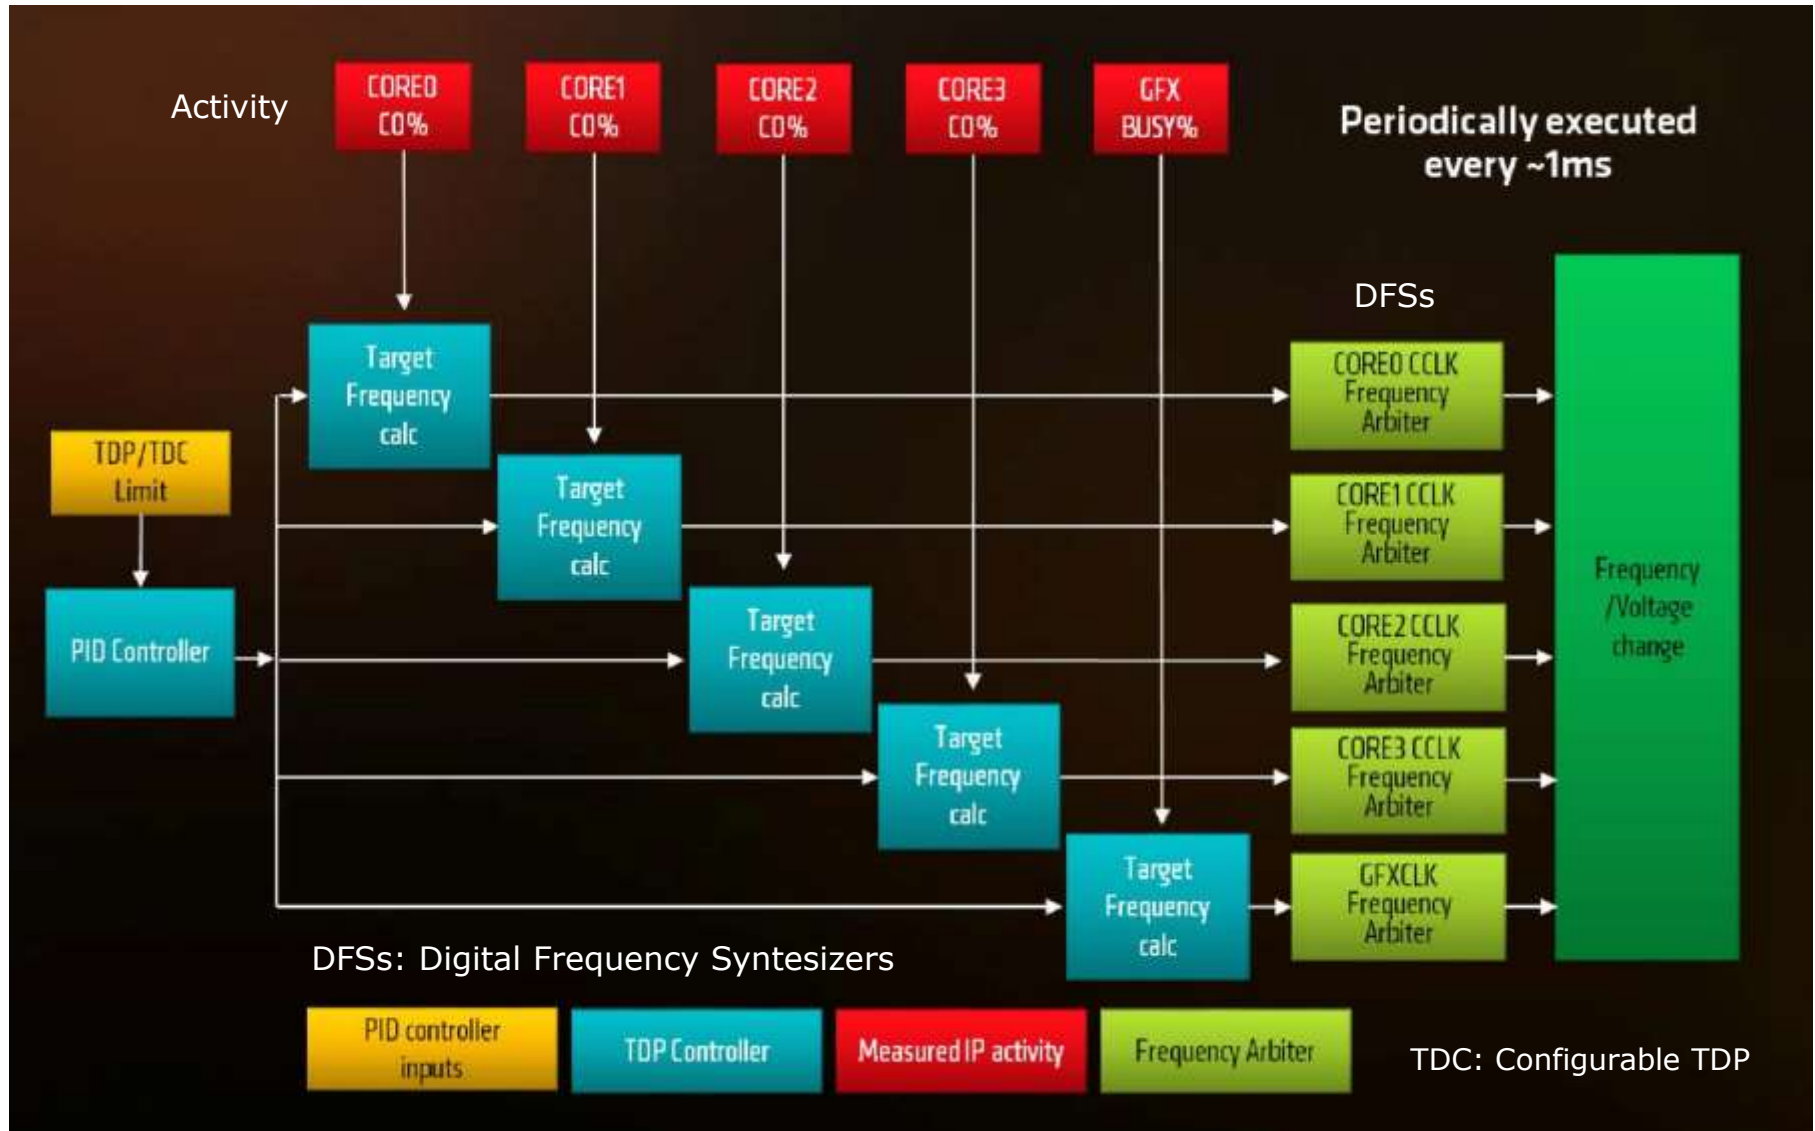 Activity
CORE0
C0%
CORE1
C0%
CORE2
C0%
CORE3
C0%
GFX
BUSY%
Periodically executed
every ~1ms
DFSs
Target
Frequency
calc
CORE0 CCLK
Frequency
Arbiter
TDP/TDC
Limit
Target
Frequency
calc
CORE1 CCLK
Frequency
Arbiter
Frequency
/Voltage
change
PID Controller
Target
Frequency
calc
CORE2 CCLK
Frequency
Arbiter
Target
Frequency
calc
CORE3 CCLK
Frequency
Arbiter
Target
Frequency
calc
GFXCLK
Frequency
Arbiter
DFSs: Digital Frequency Syntesizers
PID controller
inputs
TDP Controller
Measured IP activity
Frequency Arbiter
TDC: Configurable TDP